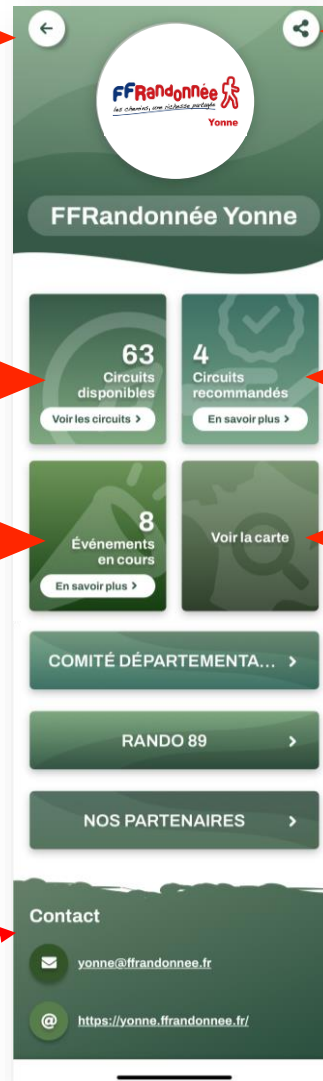 FFRandonnée
les chemins, une richesse partagée
Yonne
FFRandonnée Yonne
63
Circuits
disponibles
Voir les circuits >
4
Circuits
recommandés
En savoir plus >
8
Événements
en cours
En savoir plus >
Voir la carte
COMITÉ DÉPARTEMENTA... >
RANDO 89 >
NOS PARTENAIRES >
Contact
yonne@ffrandonnee.fr
@ https://yonne.ffrandonnee.fr/